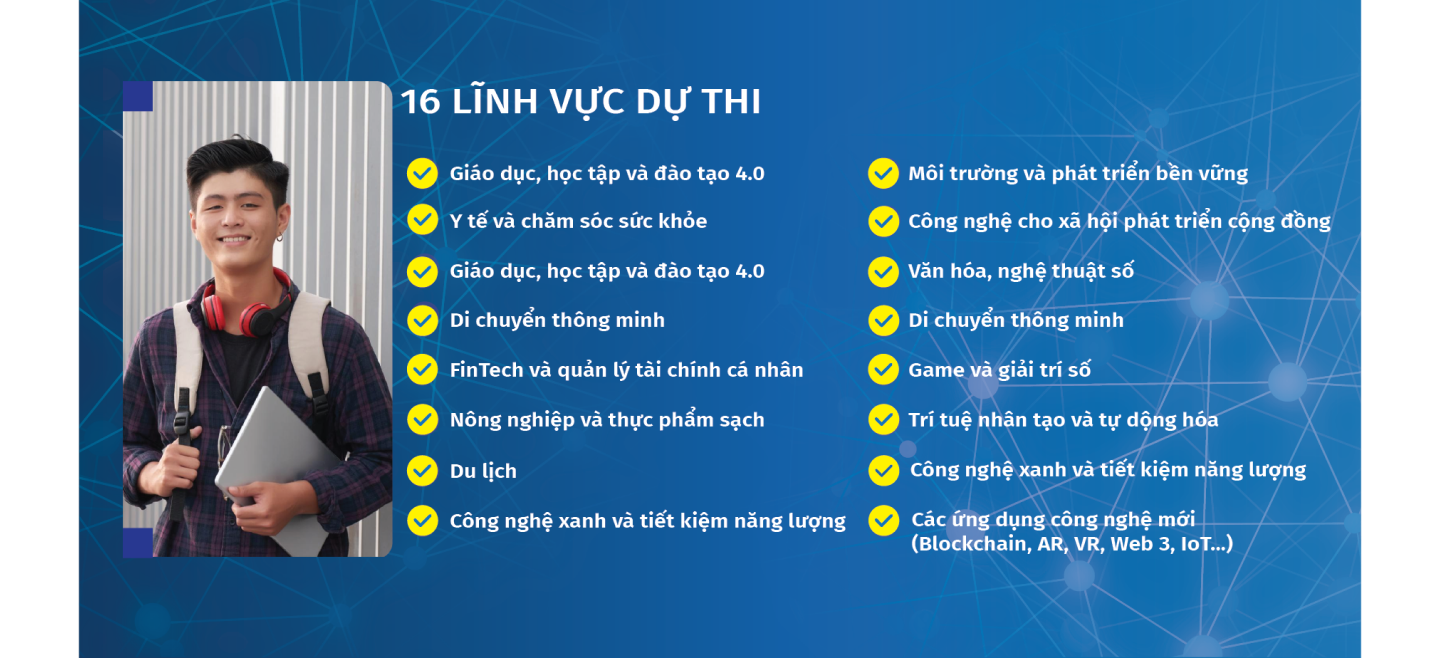 16 LĨNH VỰC DỰ THI
Giáo dục, học tập và đào tạo 4.0
Y tế và chăm sóc sức khỏe
Giáo dục, học tập và đào tạo 4.0
Di chuyển thông minh
FinTech và quản lý tài chính cá nhân
Nông nghiệp và thực phẩm sạch
Du lịch
Công nghệ xanh và tiết kiệm năng lượng
Môi trường và phát triển bền vững
Công nghệ cho xã hội phát triển cộng đồng
Văn hóa, nghệ thuật số
Di chuyển thông minh
Game và giải trí số
Trí tuệ nhân tạo và tự động hóa
Công nghệ xanh và tiết kiệm năng lượng
Các ứng dụng công nghệ mới
(Blockchain, AR, VR, Web 3, IoT...)